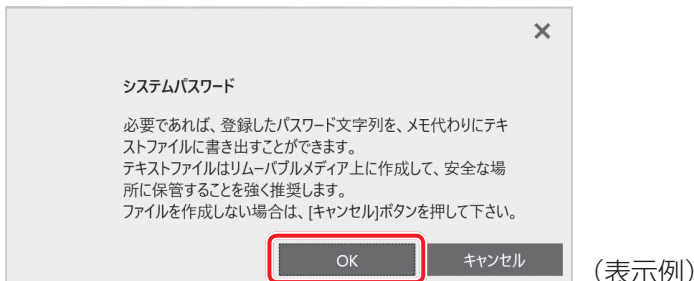 ×
システムパスワード
必要であれば、登録したパスワード文字列を、メモ代わりにテキ
ストファイルに書き出すことができます。
テキストファイルはリムーバブルメディア上に作成して、安全な場
所に保管することを強く推奨します。
ファイルを作成しない場合は、[キャンセル]ボタンを押して下さい。
OK キャンセル
（表示例）